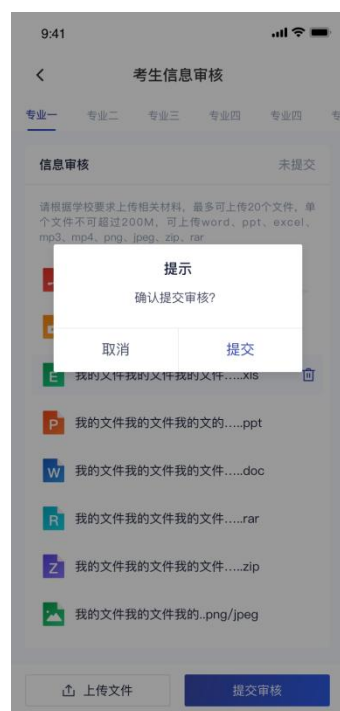 9:41
考生信息审核
专业一 专业二 专业三 专业四 专业四
信息审核 未提交
请根据学校要求上传相关材料，最多可上传20个文件，单
个文件不可超过200M，可上传word、ppt、excel、
mp3、mp4、png、jpeg、zip、rar
提示
确认提交审核?
取消 提交
E 我的文件我的文件我的文件.....xls
P 我的文件我的文件我的文的.....ppt
W 我的文件我的文件我的文件.....doc
R 我的文件我的文件我的文件.....rar
Z 我的文件我的文件我的文件.....zip
我的文件我的文件我的..png/jpeg
上传文件 提交审核